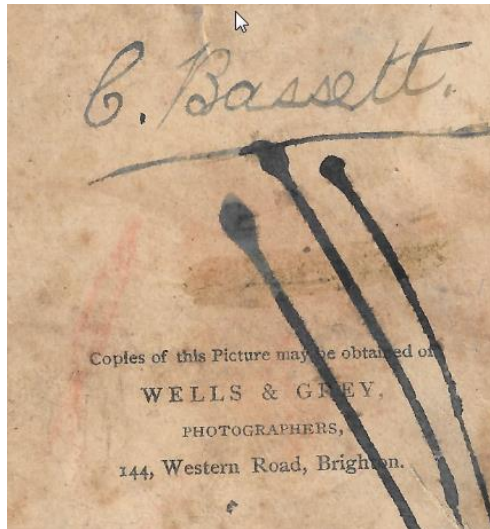 C. Bassett.
Copies of this Picture may be obtained of
WELLS & GREY,
PHOTOGRAPHERS,
144, Western Road, Brighton.